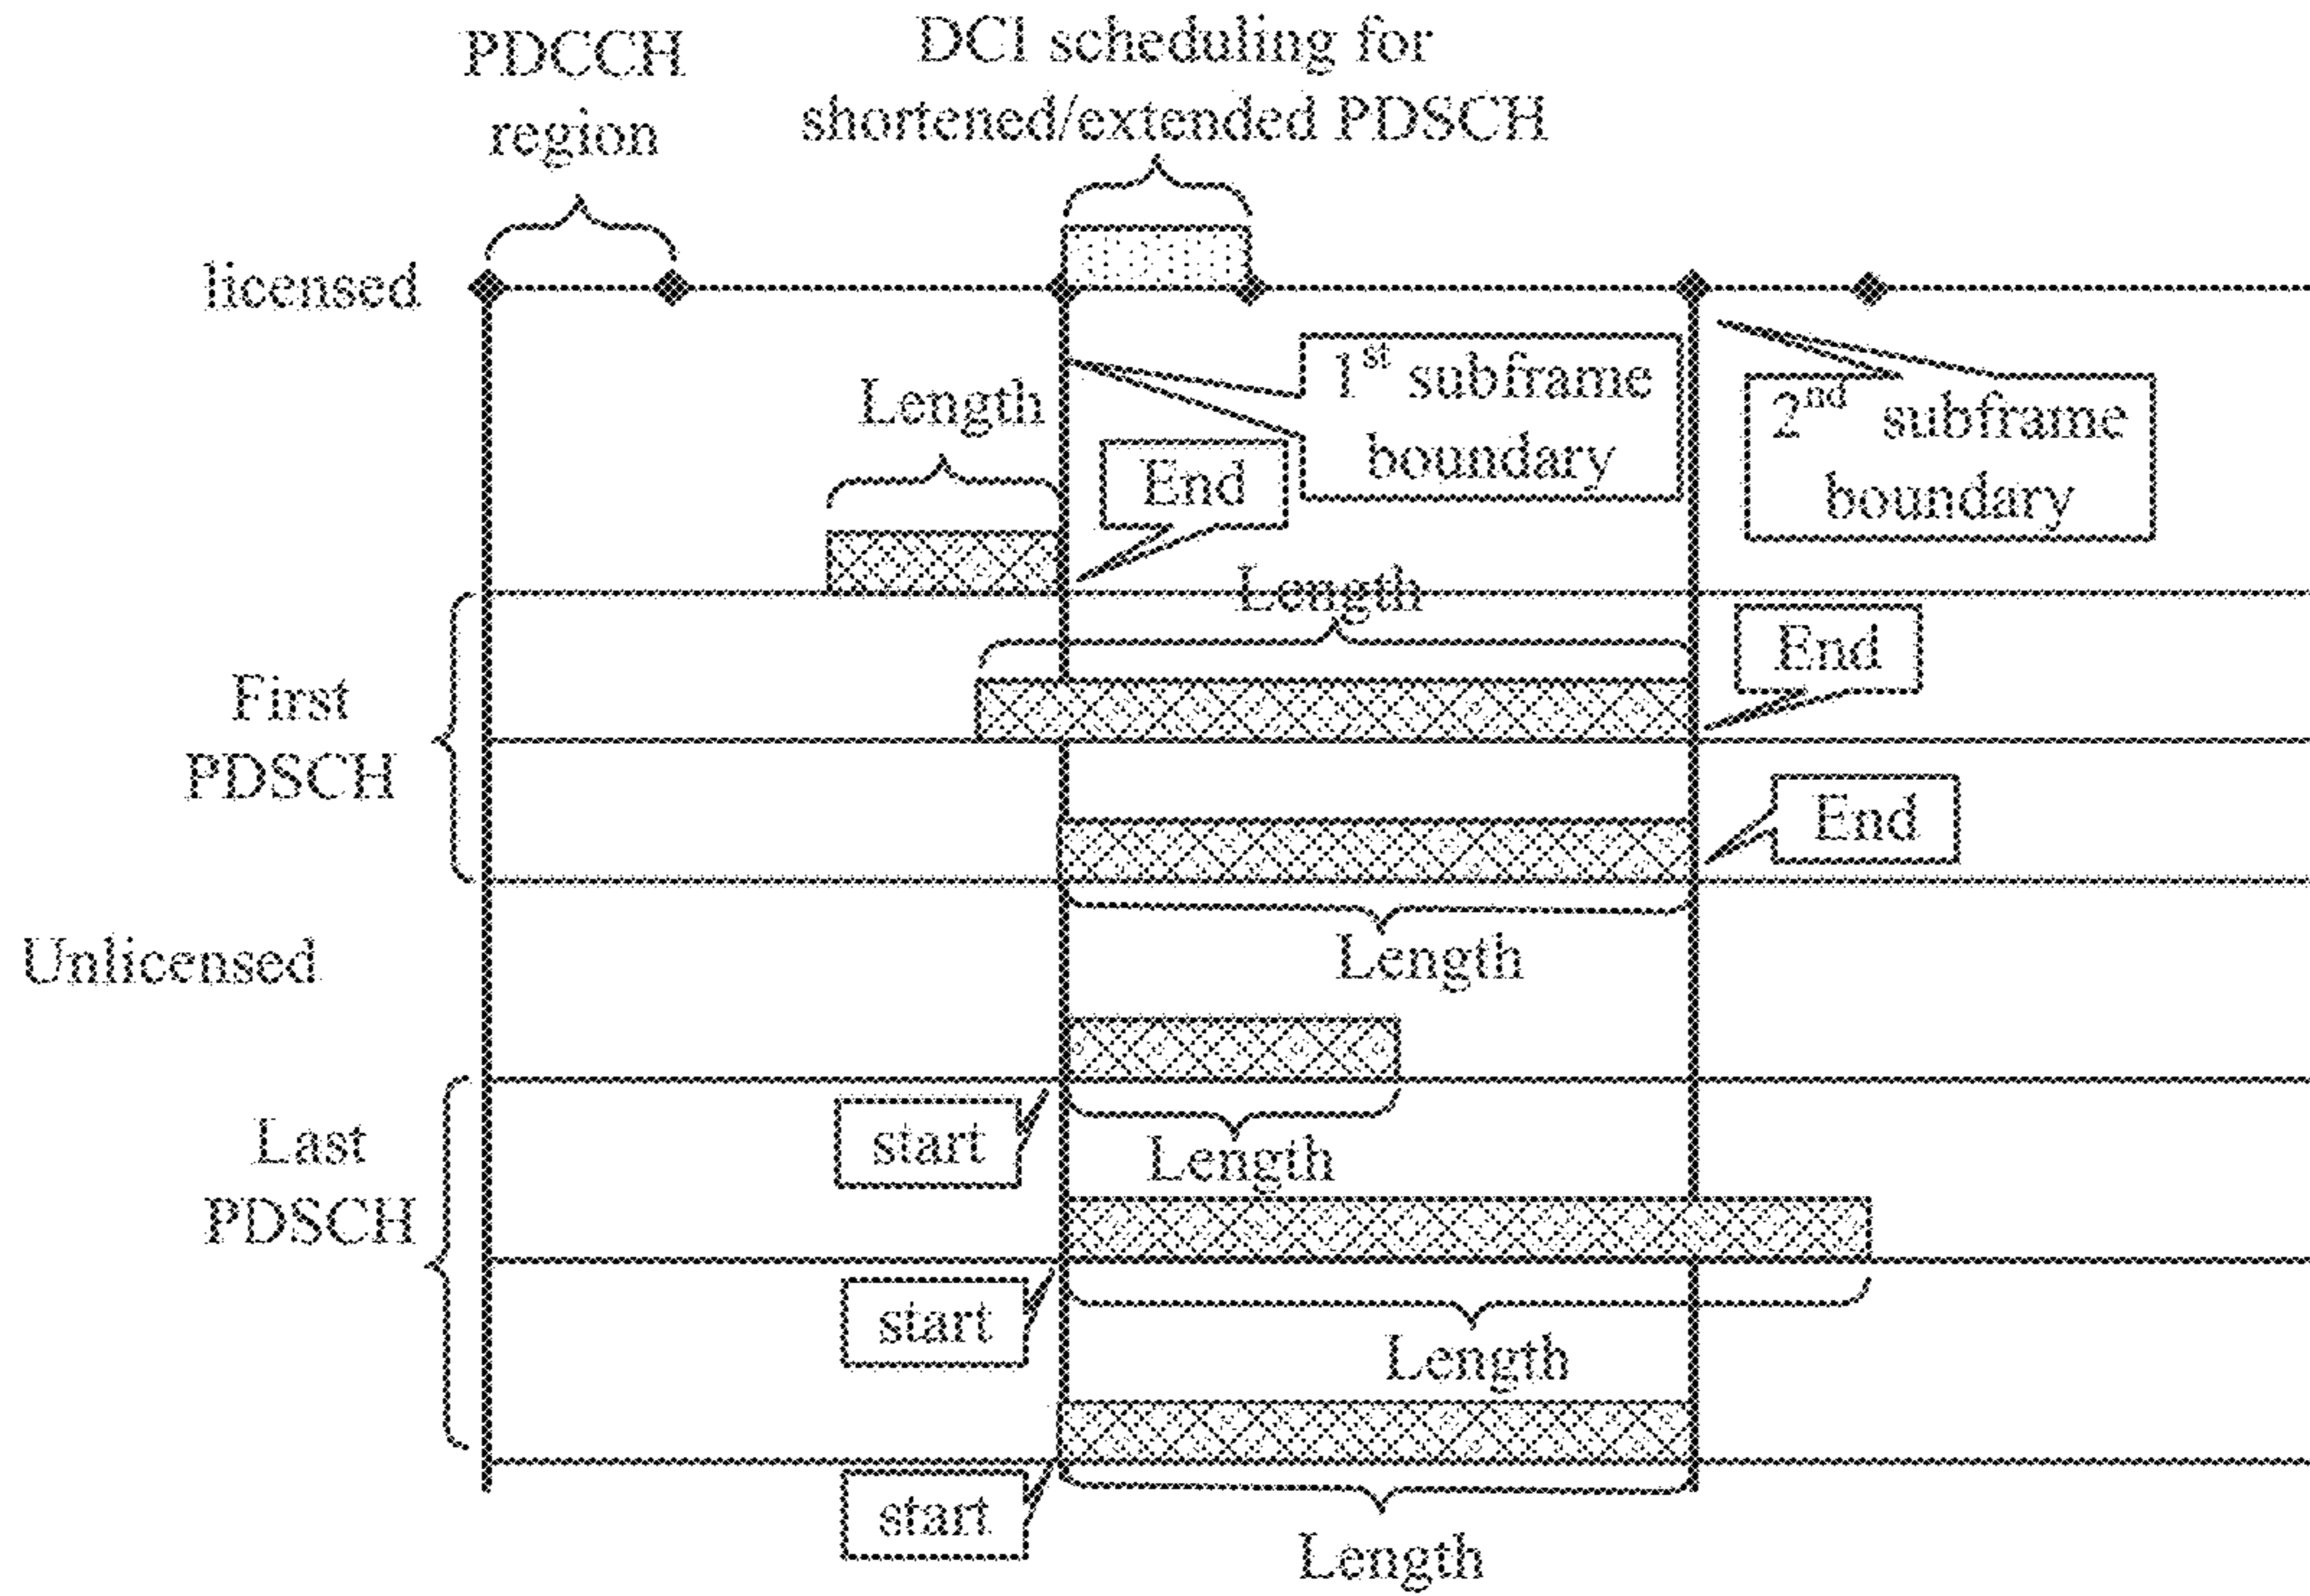 PDCCH
region
DCI scheduling for
shortened/extended PDSCH
licensed
1st subframe
boundary
2nd subframe
boundary
Length
End
Length
End
First
PDSCH
End
Length
Unlicensed
start
Length
Last
PDSCH
start
Length
start
Length